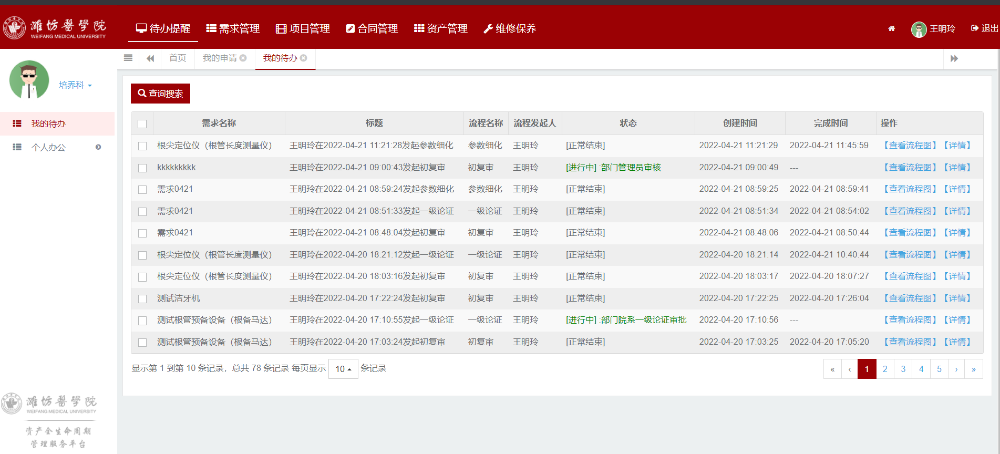 潍坊醫學院
WEIFANG MEDICAL UNIVERSITY
待办提醒 需求管理 项目管理 合同管理 资产管理 维修保养
王明玲 退出
首页 我的申请 我的待办
培养科
我的待办
个人办公
查询搜索
需求名称 标题 流程名称 流程发起人 状态 创建时间 完成时间 操作
根尖定位仪（根管长度测量仪） 王明玲在2022-04-21 11:21:28发起参数细化 参数细化 王明玲 [正常结束] 2022-04-21 11:21:29 2022-04-21 11:45:59 【查看流程图】【详情】
kkkkkkkkk 王明玲在2022-04-21 09:00:43发起初复审 初复审 王明玲 [进行中] :部门管理员审核 2022-04-21 09:00:49 --- 【查看流程图】【详情】
需求0421 王明玲在2022-04-21 08:59:24发起参数细化 参数细化 王明玲 [正常结束] 2022-04-21 08:59:25 2022-04-21 08:59:41 【查看流程图】【详情】
需求0421 王明玲在2022-04-21 08:51:33发起一级论证 一级论证 王明玲 [正常结束] 2022-04-21 08:51:34 2022-04-21 08:54:02 【查看流程图】【详情】
需求0421 王明玲在2022-04-21 08:48:04发起初复审 初复审 王明玲 [正常结束] 2022-04-21 08:48:06 2022-04-21 08:50:44 【查看流程图】【详情】
根尖定位仪（根管长度测量仪） 王明玲在2022-04-20 18:21:12发起一级论证 一级论证 王明玲 [正常结束] 2022-04-20 18:21:14 2022-04-21 10:40:44 【查看流程图】【详情】
根尖定位仪（根管长度测量仪） 王明玲在2022-04-20 18:03:16发起初复审 初复审 王明玲 [正常结束] 2022-04-20 18:03:17 2022-04-20 18:07:27 【查看流程图】【详情】
测试洁牙机 王明玲在2022-04-20 17:22:24发起初复审 初复审 王明玲 [正常结束] 2022-04-20 17:22:25 2022-04-20 17:26:04 【查看流程图】【详情】
测试根管预备设备（根备马达） 王明玲在2022-04-20 17:10:55发起一级论证 一级论证 王明玲 [进行中] :部门院系一级论证审批 2022-04-20 17:10:56 --- 【查看流程图】【详情】
测试根管预备设备（根备马达） 王明玲在2022-04-20 17:03:24发起初复审 初复审 王明玲 [正常结束] 2022-04-20 17:03:25 2022-04-20 17:05:20 【查看流程图】【详情】
显示第 1 到第 10 条记录，总共 78 条记录 每页显示 10 条记录
« ‹ 1 2 3 4 5 › »
潍坊醫學院
WEIFANG MEDICAL UNIVERSITY
资产全生命周期
管理服务平台